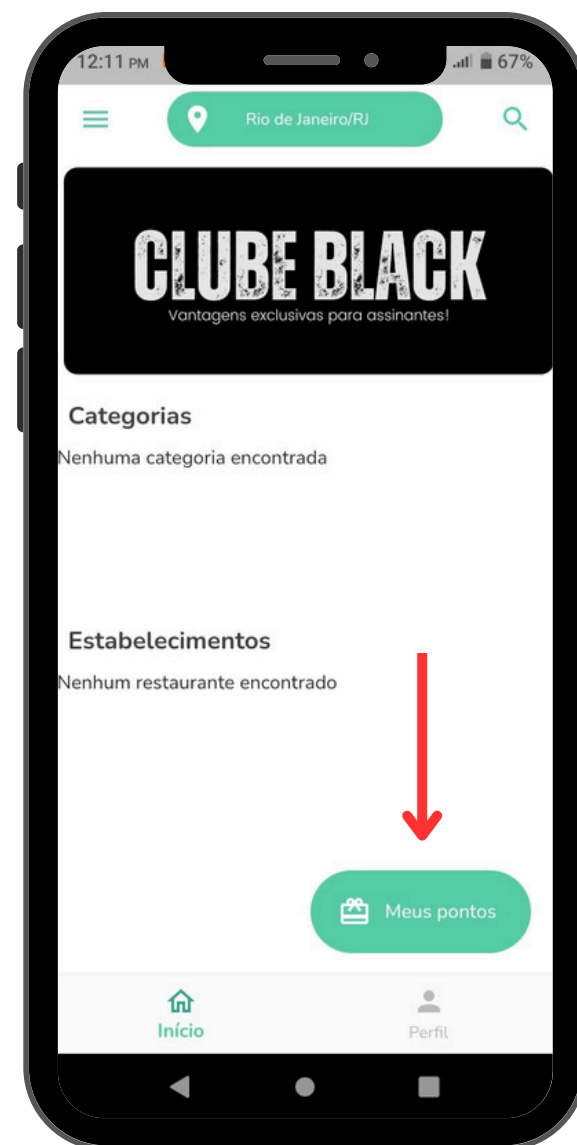 12:11 PM
67%
Rio de Janeiro/RJ
CLUBE BLACK
Vantagens exclusivas para assinantes!
Categorias
Nenhuma categoria encontrada
Estabelecimentos
Nenhum restaurante encontrado
Meus pontos
Início
Perfil